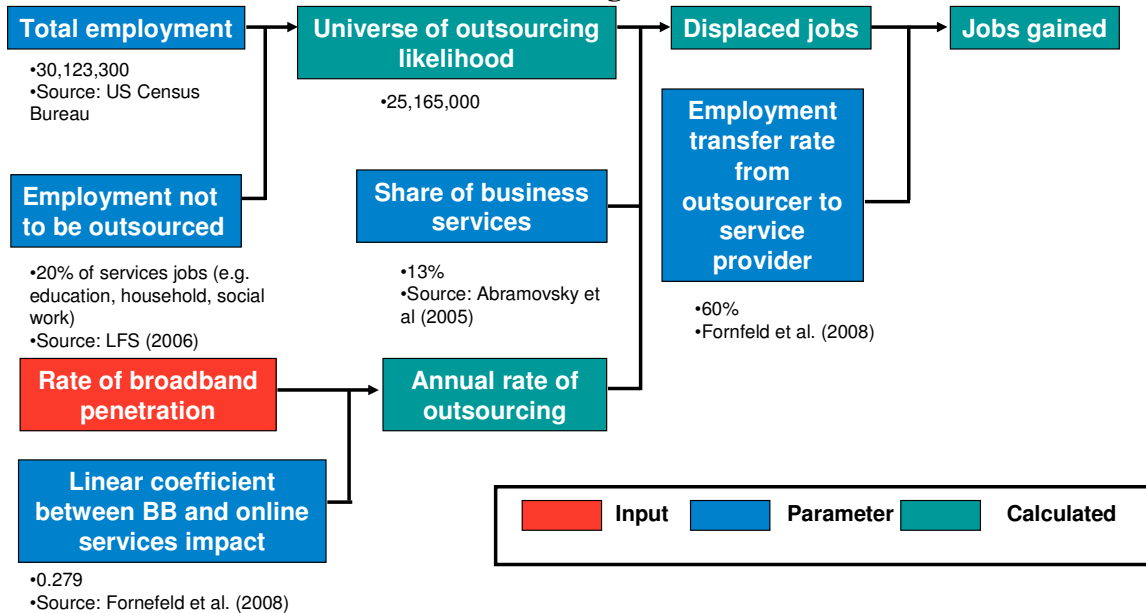 Total employment
•30,123,300
•Source: US Census
Bureau
Universe of outsourcing
likelihood
•25,165,000
Displaced jobs
Jobs gained
Employment not
to be outsourced
•20% of services jobs (e.g.
education, household, social
work)
•Source: LFS (2006)
Share of business
services
•13%
•Source: Abramovsky et
al (2005)
Employment
transfer rate
from
outsourcer to
service
provider
•60%
•Fornfeld et al. (2008)
Rate of broadband
penetration
Annual rate of
outsourcing
Linear coefficient
between BB and online
services impact
•0.279
•Source: Fornefeld et al. (2008)
Input
Parameter
Calculated